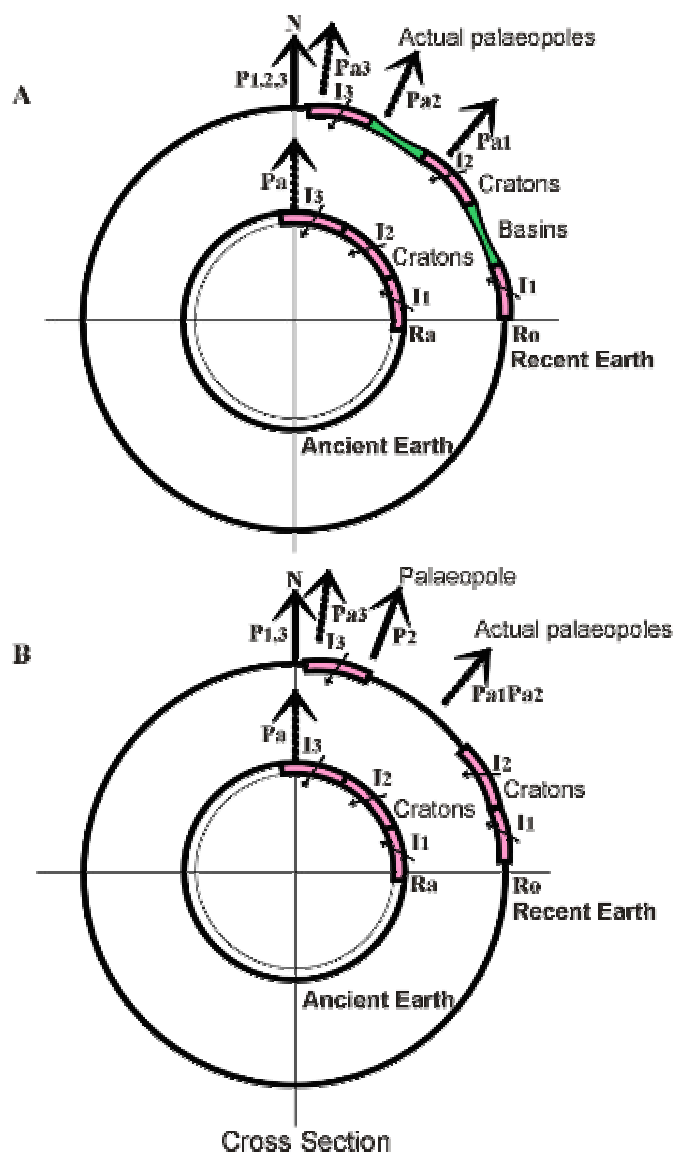 N
Actual palaeopoles
P1,2,3
Pa3
Pa2
A
I3
Pa1
I2
Pa
Cratons
I3
I2
Basins
Cratons
I1
I1
Ra
Ro
Recent Earth
Ancient Earth
N
Palaeopole
P1,3
Pa3
P2
Actual palaeopoles
B
I3
Pa1Pa2
Pa
I3
I2
I2
Cratons
Cratons
I1
I1
Ra
Ro
Recent Earth
Ancient Earth
Cross Section